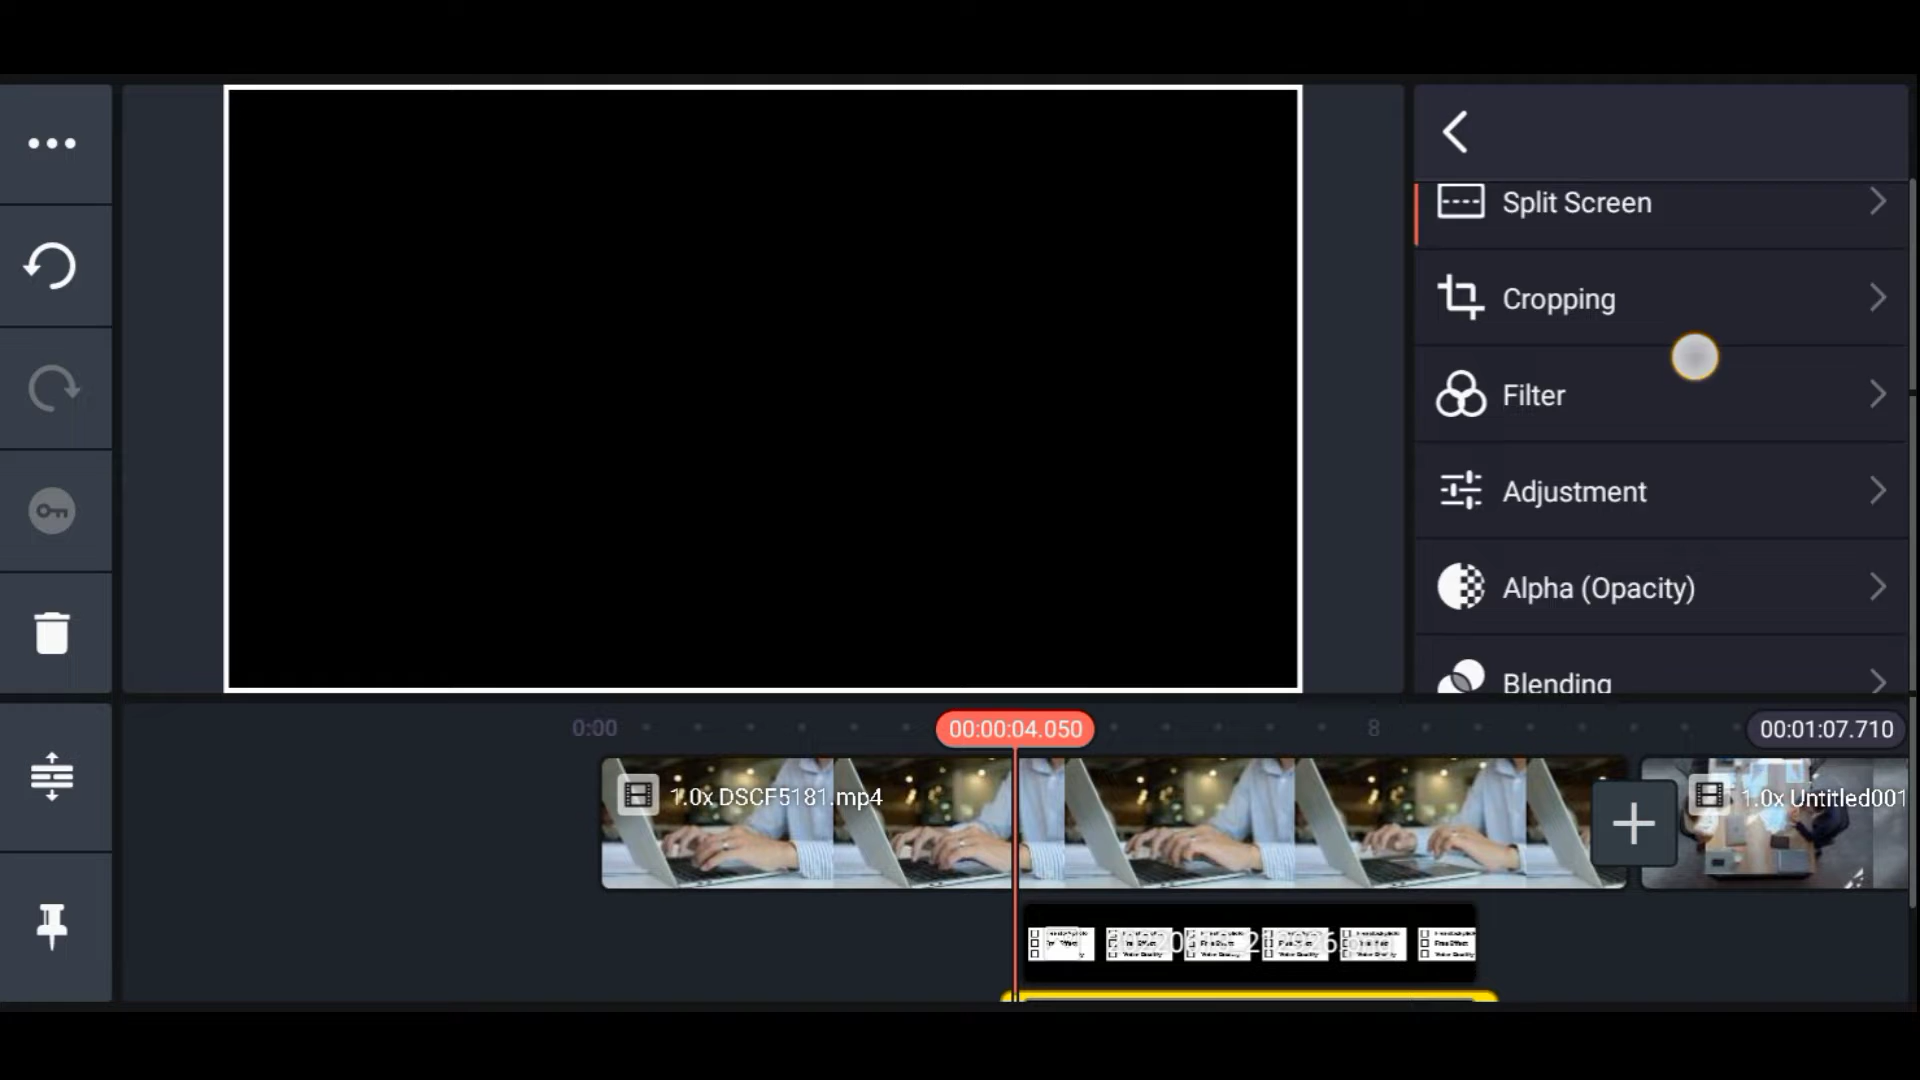 Split Screen
Cropping
Filter
Adjustment
Alpha (Opacity)
Blending
0:00
00:00:04.050
8
00:01:07.710
1.0x DSCF5181.mp4
1.0x Untitled001